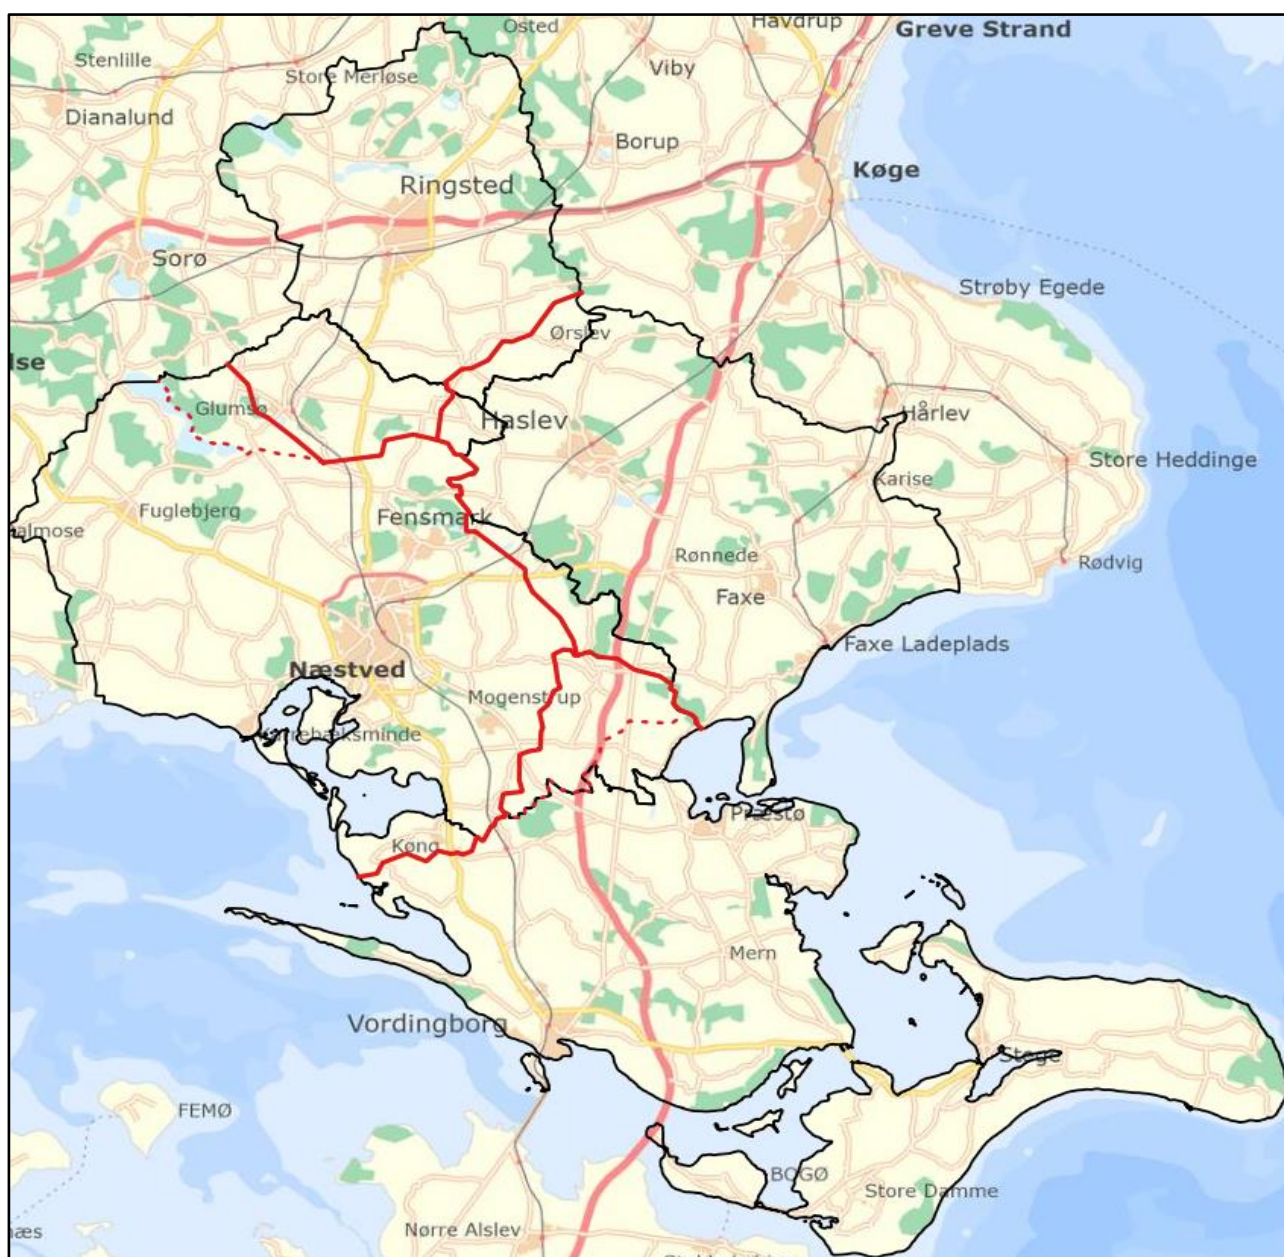 Osted
Havdrup
Greve Strand
Stenlille
Store Merløse
Viby
Dianalund
Borup
Køge
Ringsted
Sorø
Strøby Egede
Ørslev
lse
Glumsø
Haslev
Hårlev
Store Heddinge
Karise
Fuglebjerg
Fensmark
almose
Rønnede
Rødvig
Faxe
Faxe Ladeplads
Næstved
Mogenstrup
rrebæksminde
Præstø
Køng
Mern
Vordingborg
Stege
FEMØ
BOGØ
Store Damme
Nørre Alslev
næs